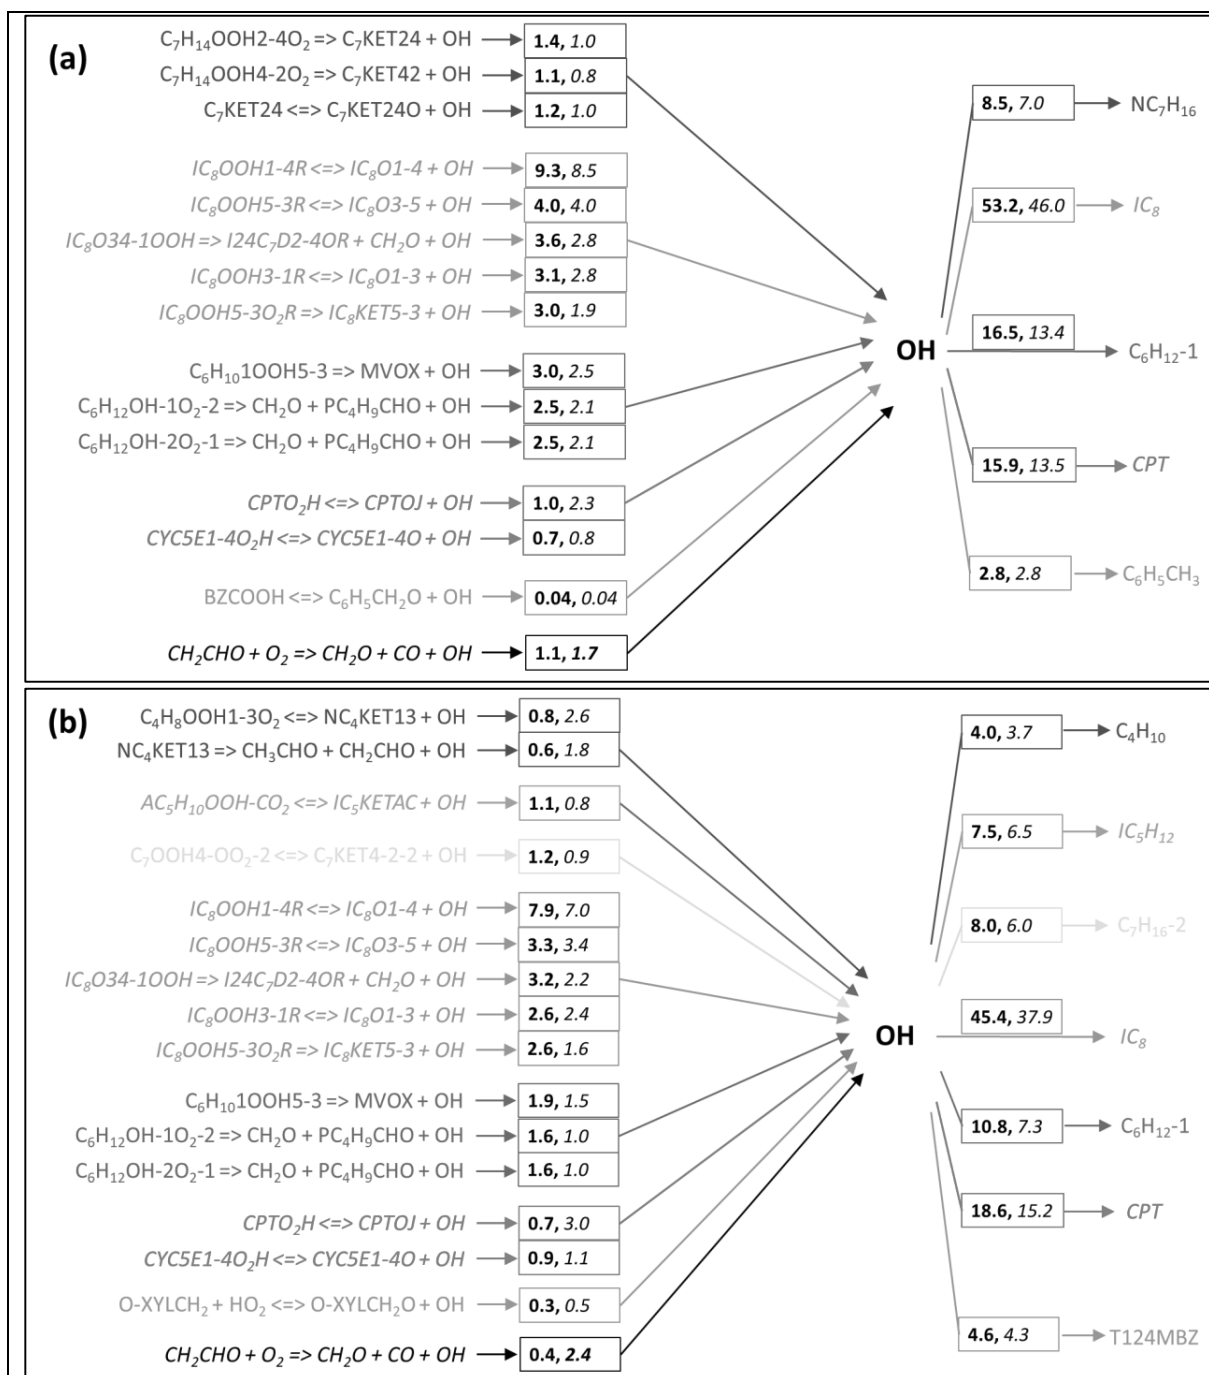 (a)
C₇H₁₄OOH2-4O₂ => C₇KET24 + OH 1.4, 1.0
C₇H₁₄OOH4-2O₂ => C₇KET42 + OH 1.1, 0.8
C₇KET24 <=> C₇KET24O + OH 1.2, 1.0
IC₈OOH1-4R <=> IC₈O1-4 + OH 9.3, 8.5
IC₈OOH5-3R <=> IC₈O3-5 + OH 4.0, 4.0
IC₈O34-1OOH => I24C₇D2-4OR + CH₂O + OH 3.6, 2.8
IC₈OOH3-1R <=> IC₈O1-3 + OH 3.1, 2.8
IC₈OOH5-3O₂R => IC₈KET5-3 + OH 3.0, 1.9
C₆H₁₀1OOH5-3 => MVOX + OH 3.0, 2.5
C₆H₁₂OH-1O₂-2 => CH₂O + PC₄H₉CHO + OH 2.5, 2.1
C₆H₁₂OH-2O₂-1 => CH₂O + PC₄H₉CHO + OH 2.5, 2.1
CPTO₂H <=> CPTOJ + OH 1.0, 2.3
CYC5E1-4O₂H <=> CYC5E1-4O + OH 0.7, 0.8
BZCOOH <=> C₆H₅CH₂O + OH 0.04, 0.04
CH₂CHO + O₂ => CH₂O + CO + OH 1.1, 1.7
OH
8.5, 7.0 NC₇H₁₆
53.2, 46.0 IC₈
16.5, 13.4 C₆H₁₂-1
15.9, 13.5 CPT
2.8, 2.8 C₆H₅CH₃
(b)
C₄H₈OOH1-3O₂ <=> NC₄KET13 + OH 0.8, 2.6
NC₄KET13 => CH₃CHO + CH₂CHO + OH 0.6, 1.8
AC₅H₁₀OOH-CO₂ <=> IC₅KETAC + OH 1.1, 0.8
C₇OOH4-OO₂-2 <=> C₇KET4-2-2 + OH 1.2, 0.9
IC₈OOH1-4R <=> IC₈O1-4 + OH 7.9, 7.0
IC₈OOH5-3R <=> IC₈O3-5 + OH 3.3, 3.4
IC₈O34-1OOH => I24C₇D2-4OR + CH₂O + OH 3.2, 2.2
IC₈OOH3-1R <=> IC₈O1-3 + OH 2.6, 2.4
IC₈OOH5-3O₂R => IC₈KET5-3 + OH 2.6, 1.6
C₆H₁₀1OOH5-3 => MVOX + OH 1.9, 1.5
C₆H₁₂OH-1O₂-2 => CH₂O + PC₄H₉CHO + OH 1.6, 1.0
C₆H₁₂OH-2O₂-1 => CH₂O + PC₄H₉CHO + OH 1.6, 1.0
CPTO₂H <=> CPTOJ + OH 0.7, 3.0
CYC5E1-4O₂H <=> CYC5E1-4O + OH 0.9, 1.1
O-XYLCH₂ + HO₂ <=> O-XYLCH₂O + OH 0.3, 0.5
CH₂CHO + O₂ => CH₂O + CO + OH 0.4, 2.4
OH
4.0, 3.7 C₄H₁₀
7.5, 6.5 IC₅H₁₂
8.0, 6.0 C₇H₁₆-2
45.4, 37.9 IC₈
10.8, 7.3 C₆H₁₂-1
18.6, 15.2 CPT
4.6, 4.3 T124MBZ